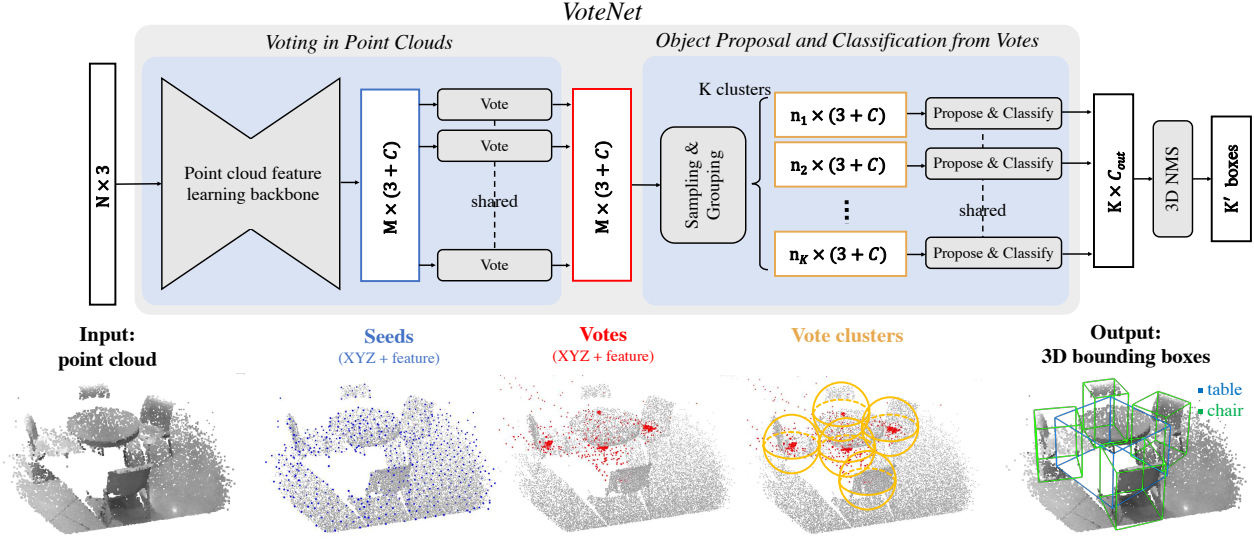 VoteNet
Voting in Point Clouds
Object Proposal and Classification from Votes
N × 3
Point cloud feature
learning backbone
M × (3 + C)
Vote
Vote
shared
Vote
M × (3 + C)
Sampling &
Grouping
K clusters
n₁ × (3 + C)
n₂ × (3 + C)
⋮
n_K × (3 + C)
Propose & Classify
Propose & Classify
shared
Propose & Classify
K × C_out
3D NMS
K' boxes
Input:
point cloud
Seeds
(XYZ + feature)
Votes
(XYZ + feature)
Vote clusters
Output:
3D bounding boxes
table
chair